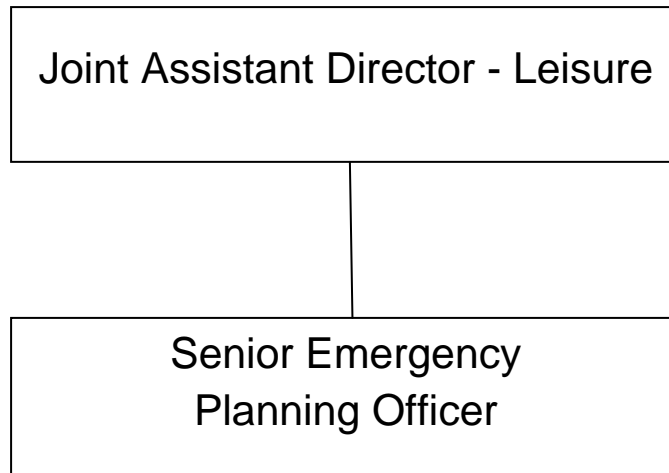 Joint Assistant Director - Leisure
Senior Emergency
Planning Officer